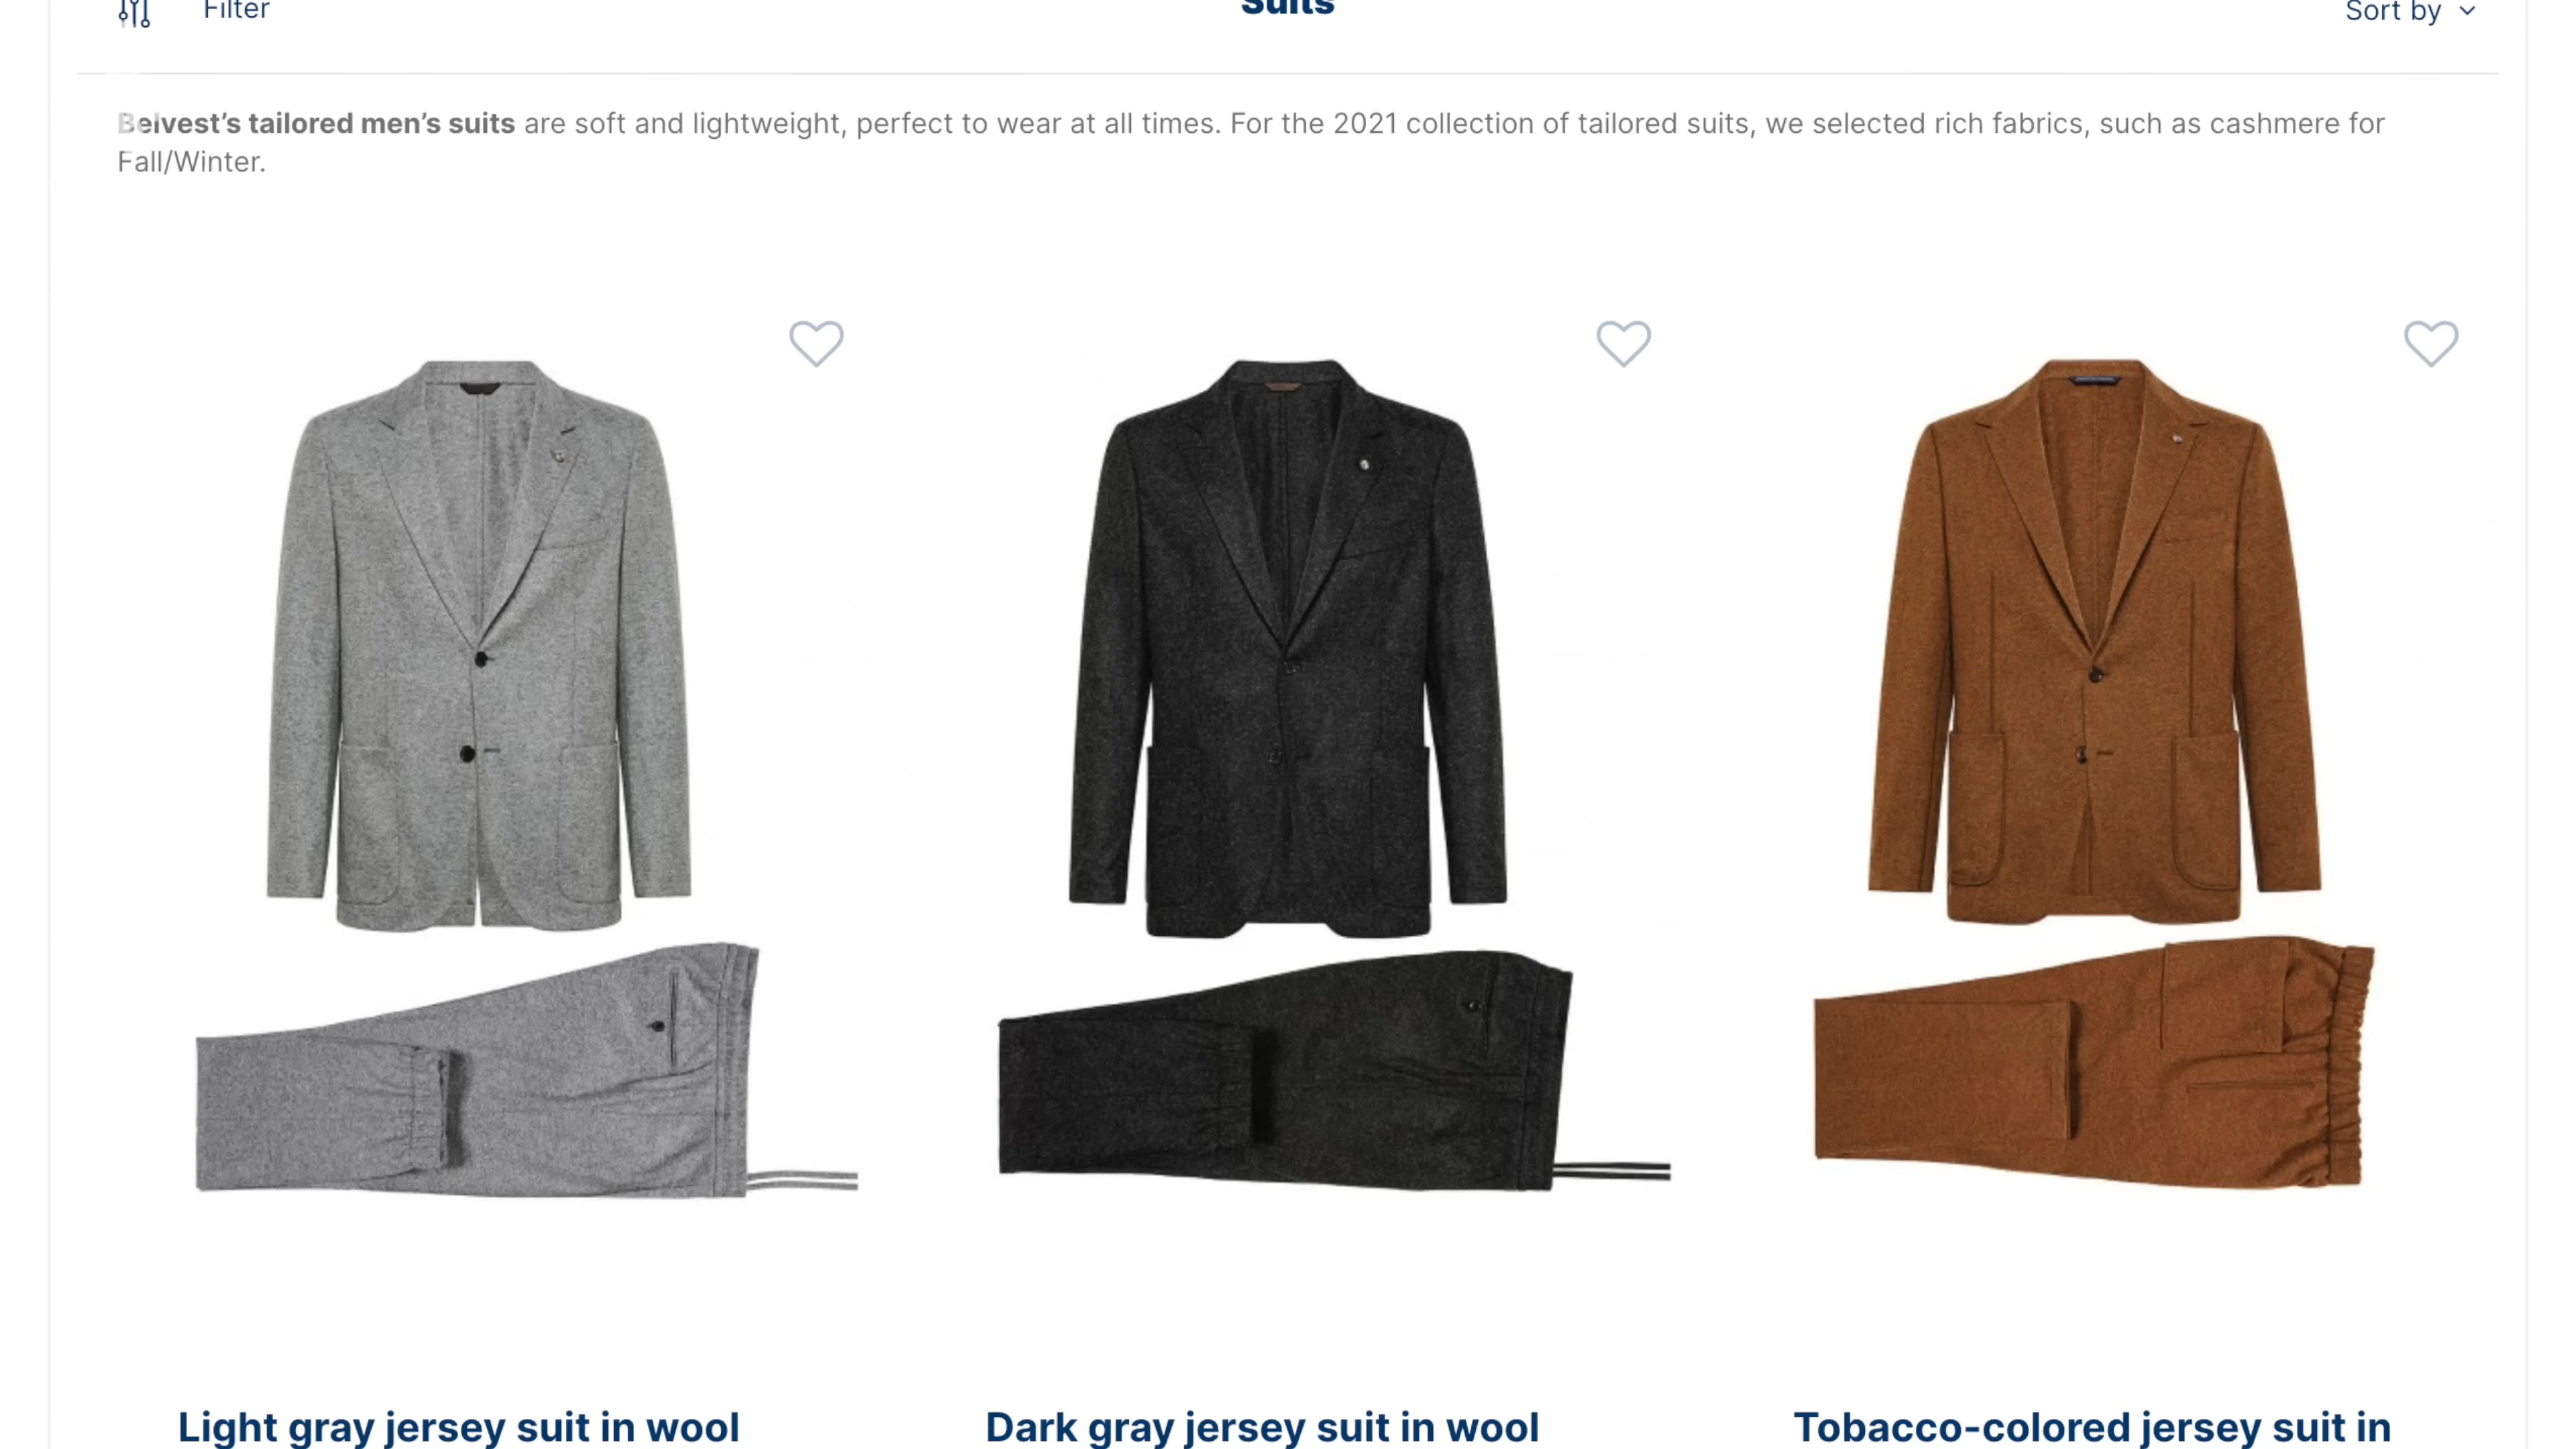 Filter
Suits
Sort by
Belvest’s tailored men’s suits are soft and lightweight, perfect to wear at all times. For the 2021 collection of tailored suits, we selected rich fabrics, such as cashmere for
Fall/Winter.
Light gray jersey suit in wool
Dark gray jersey suit in wool
Tobacco-colored jersey suit in